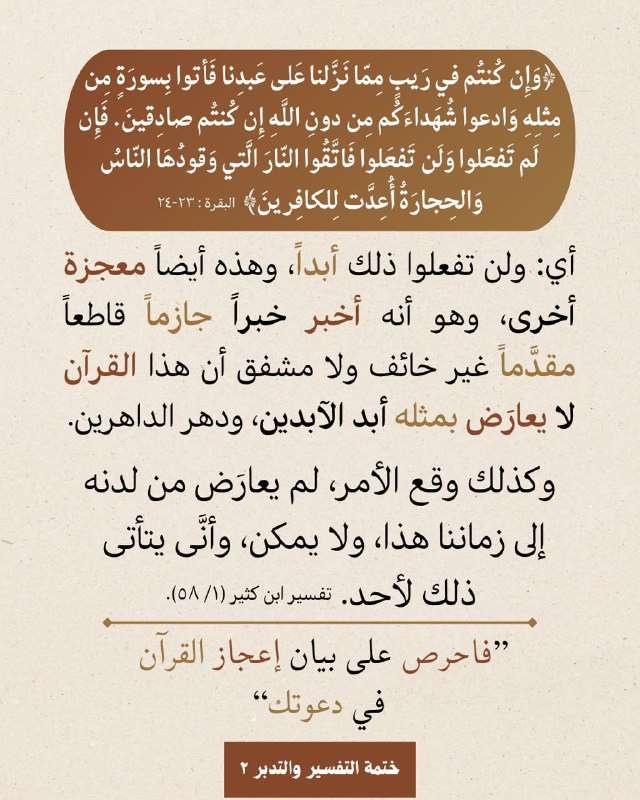 ﴿وَإِن كُنتُم في رَيبٍ مِمّا نَزَّلنا عَلى عَبدِنا فَأتوا بِسورَةٍ مِن
مِثلِهِ وَادعوا شُهَداءَكُم مِن دونِ اللَّهِ إِن كُنتُم صادِقينَ. فَإِن
لَم تَفعَلوا وَلَن تَفعَلوا فَاتَّقُوا النّارَ الَّتي وَقودُهَا النّاسُ
وَالحِجارَةُ أُعِدَّت لِلكافِرينَ﴾ البقرة : ٢٣-٢٤
أي: ولن تفعلوا ذلك أبداً، وهذه أيضاً معجزة
أخرى، وهو أنه أخبر خبراً جازماً قاطعاً
مقدَّماً غير خائف ولا مشفق أن هذا القرآن
لا يعارَض بمثله أبد الآبدين، ودهر الداهرين.
وكذلك وقع الأمر، لم يعارَض من لدنه
إلى زماننا هذا، ولا يمكن، وأنَّى يتأتى
ذلك لأحد. تفسير ابن كثير (١/ ٥٨).
”فاحرص على بيان إعجاز القرآن
في دعوتك“
ختمة التفسير والتدبر ٢